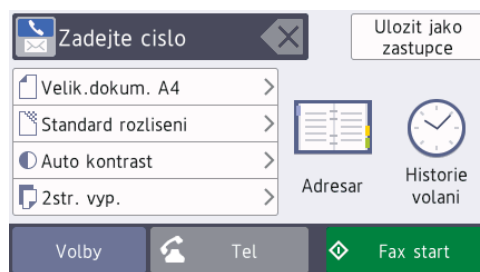 Zadejte cislo
Ulozit jako
zastupce
Velik.dokum. A4
Standard rozliseni
Auto kontrast
2str. vyp.
Adresar
Historie
volani
Volby
Tel
Fax start